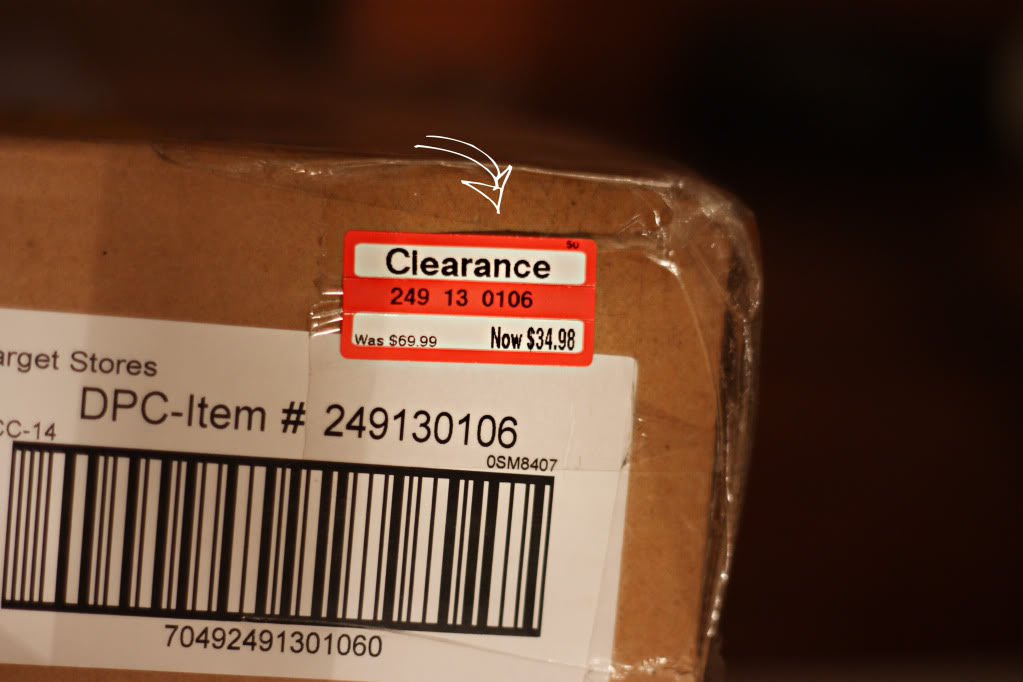 50
Clearance
249 13 0106
Was $69.99 Now $34.98
arget Stores
DPC-Item # 249130106
CC-14
0SM8407
70492491301060